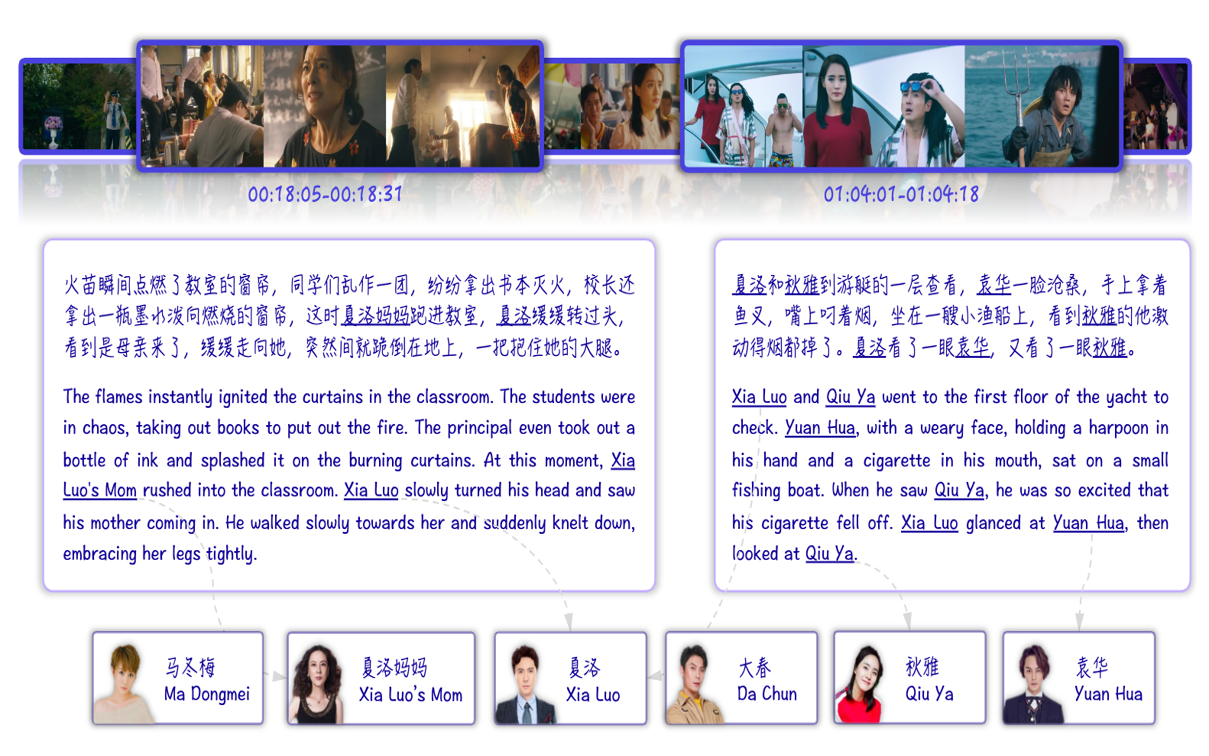 00:18:05-00:18:31
01:04:01-01:04:18
火苗瞬间点燃了教室的窗帘，同学们乱作一团，纷纷拿出书本灭火，校长还
拿出一瓶墨水泼向燃烧的窗帘，这时夏洛妈妈跑进教室，夏洛缓缓转过头，
看到是母亲来了，缓缓走向她，突然间就跪倒在地上，一把把住她的大腿。
The flames instantly ignited the curtains in the classroom. The students were
in chaos, taking out books to put out the fire. The principal even took out a
bottle of ink and splashed it on the burning curtains. At this moment, Xia
Luo's Mom rushed into the classroom. Xia Luo slowly turned his head and saw
his mother coming in. He walked slowly towards her and suddenly knelt down,
embracing her legs tightly.
夏洛和秋雅到游艇的一层查看，袁华一脸沧桑，手上拿着
鱼叉，嘴上叼着烟，坐在一艘小渔船上，看到秋雅的他激
动得烟都掉了。夏洛看了一眼袁华，又看了一眼秋雅。
Xia Luo and Qiu Ya went to the first floor of the yacht to
check. Yuan Hua, with a weary face, holding a harpoon in
his hand and a cigarette in his mouth, sat on a small
fishing boat. When he saw Qiu Ya, he was so excited that
his cigarette fell off. Xia Luo glanced at Yuan Hua, then
looked at Qiu Ya.
马冬梅
Ma Dongmei
夏洛妈妈
Xia Luo's Mom
夏洛
Xia Luo
大春
Da Chun
秋雅
Qiu Ya
袁华
Yuan Hua